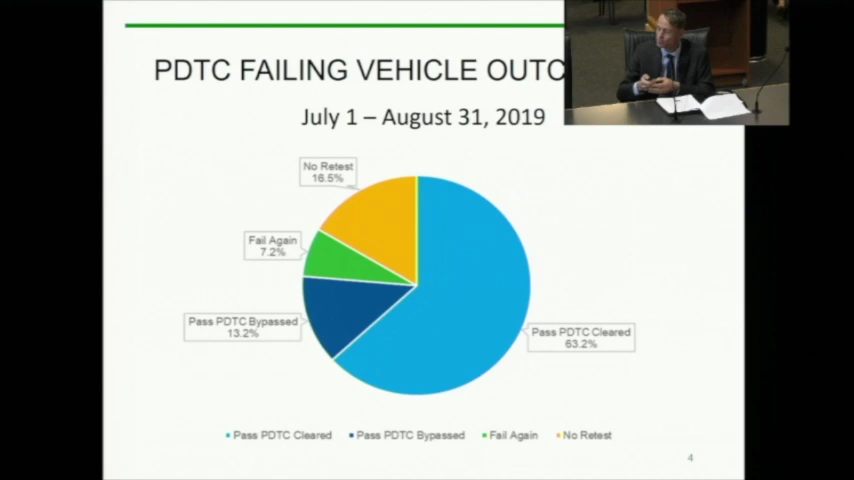 PDTC FAILING VEHICLE
July 1 – August 31, 2019
No Retest
16.5%
Fail Again
7.2%
Pass PDTC Bypassed
13.2%
Pass PDTC Cleared
63.2%
Pass PDTC Cleared Pass PDTC Bypassed Fail Again No Retest
4